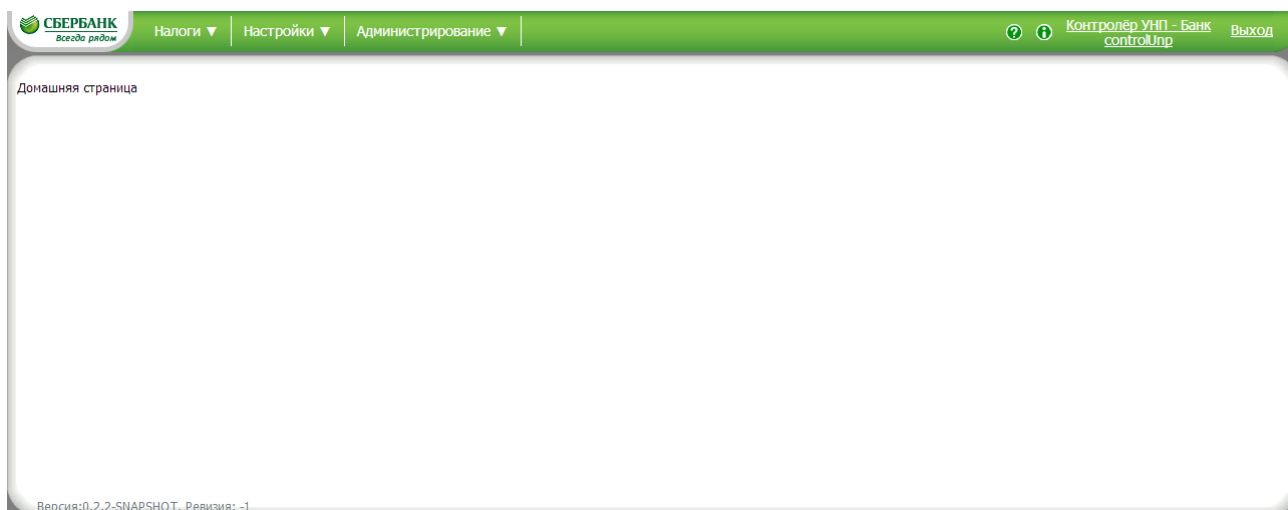 СБЕРБАНК
Всегда рядом
Налоги ▼
Настройки ▼
Администрирование ▼
Контролёр УНП - Банк
controlUnp
Выход
Домашняя страница
Версия:0.2.2-SNAPSHOT, Ревизия: -1